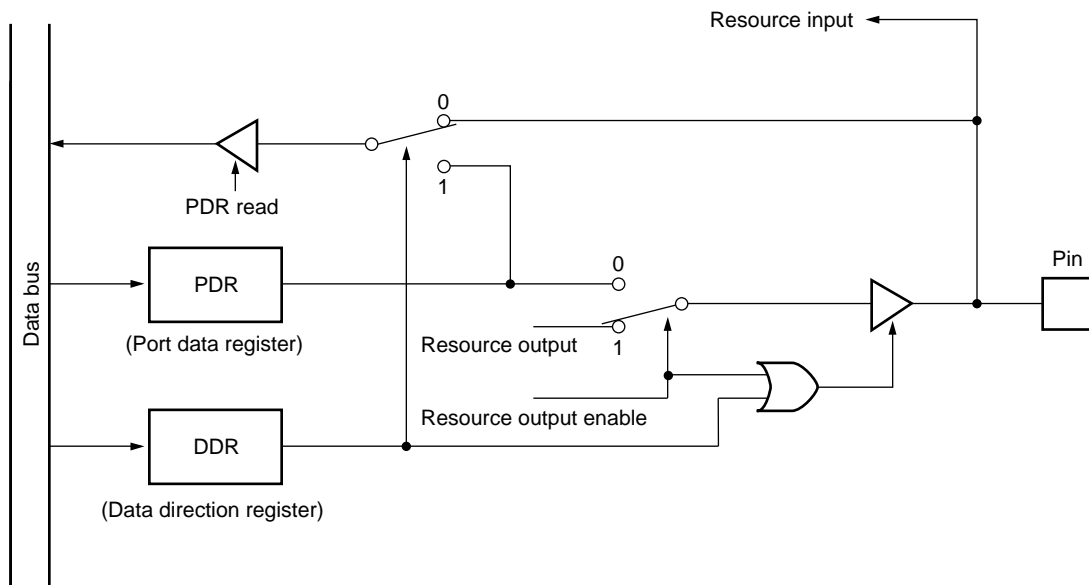 Resource input
0
1
PDR read
Data bus
PDR
(Port data register)
0
1
Resource output
Pin
Resource output enable
DDR
(Data direction register)